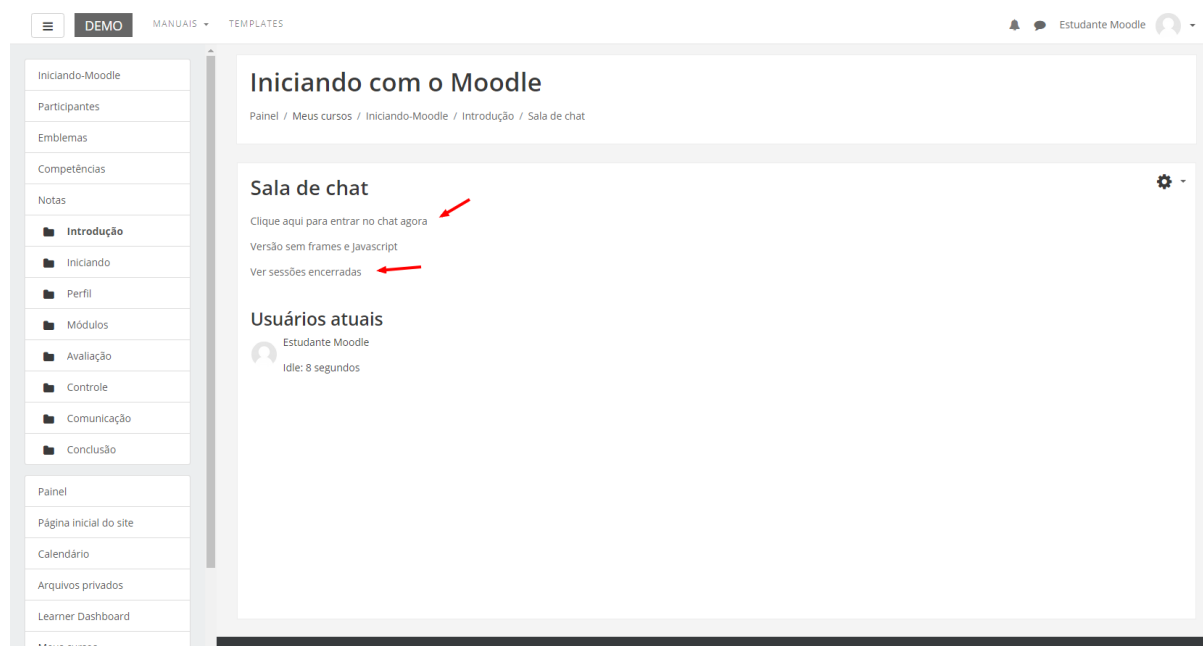 DEMO
MANUAIS
TEMPLATES
Estudante Moodle
Iniciando-Moodle
Participantes
Emblemas
Competências
Notas
Introdução
Iniciando
Perfil
Módulos
Avaliação
Controle
Comunicação
Conclusão
Painel
Página inicial do site
Calendário
Arquivos privados
Learner Dashboard
Meus cursos
Iniciando com o Moodle
Painel / Meus cursos / Iniciando-Moodle / Introdução / Sala de chat
Sala de chat
Clique aqui para entrar no chat agora
Versão sem frames e Javascript
Ver sessões encerradas
Usuários atuais
Estudante Moodle
Idle: 8 segundos